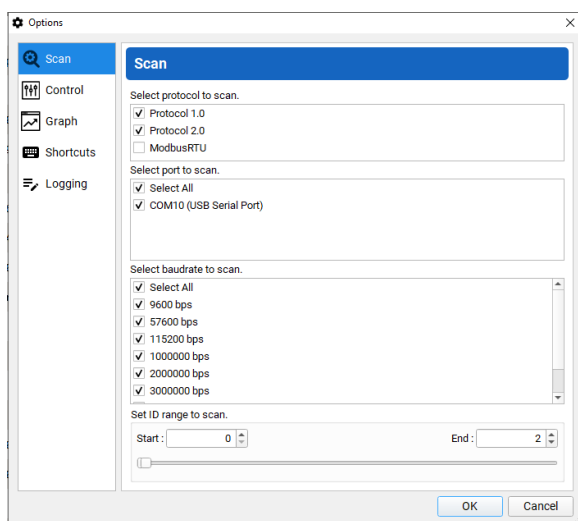 Options
Scan
Control
Graph
Shortcuts
Logging
Scan
Select protocol to scan.
Protocol 1.0
Protocol 2.0
ModbusRTU
Select port to scan.
Select All
COM10 (USB Serial Port)
Select baudrate to scan.
Select All
9600 bps
57600 bps
115200 bps
1000000 bps
2000000 bps
3000000 bps
Set ID range to scan.
Start : 0 End : 2
OK Cancel